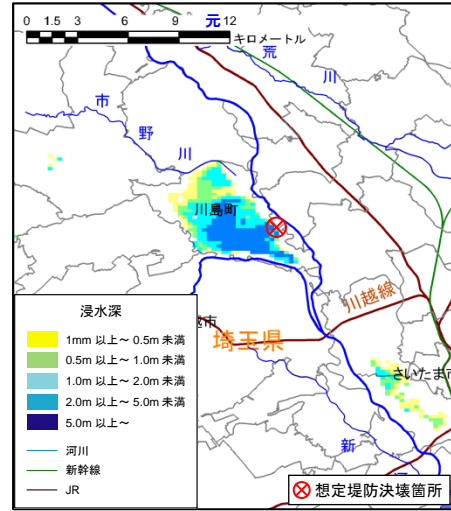 0 1.5 3 6 9 12
キロメートル
元
荒
川
市
野
川
川島町
川越線
越市
埼玉県
さいたま市
新
浸水深
1mm 以上～ 0.5m 未満
0.5m 以上～ 1.0m 未満
1.0m 以上～ 2.0m 未満
2.0m 以上～ 5.0m 未満
5.0m 以上～
河川
新幹線
JR
想定堤防決壊箇所